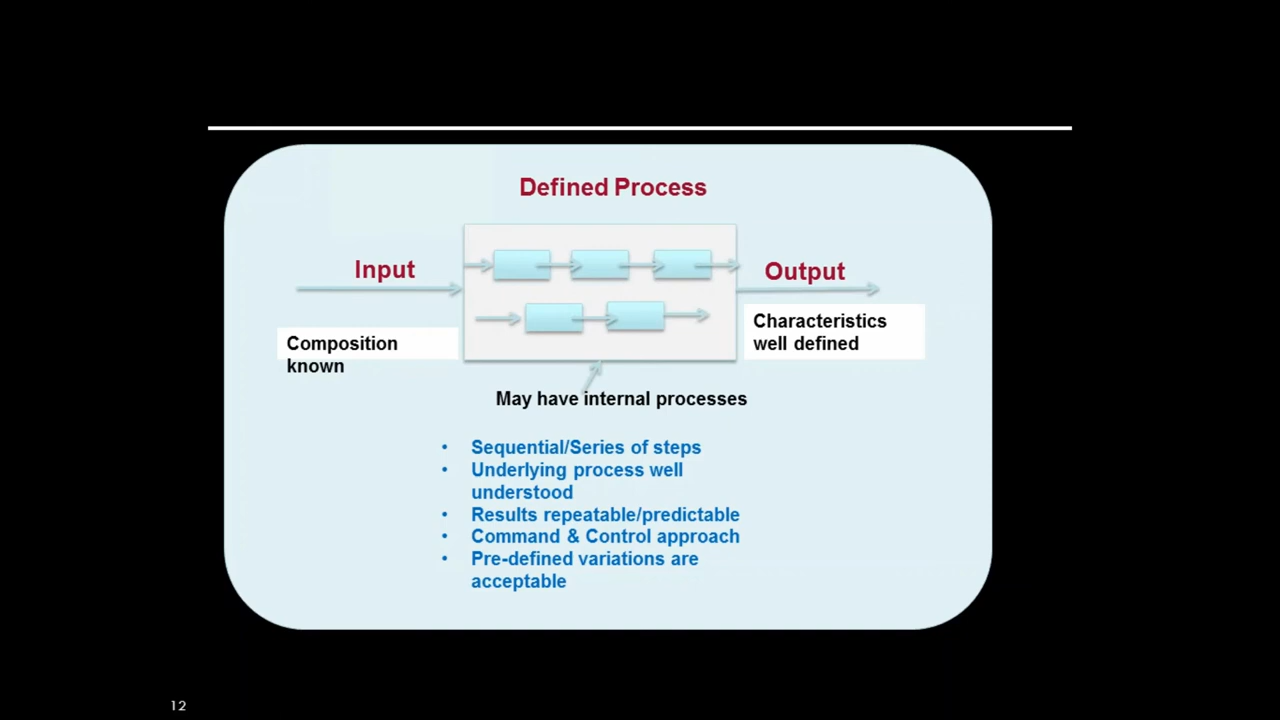 Defined Process
Input
Output
Composition
known
Characteristics
well defined
May have internal processes
• Sequential/Series of steps
• Underlying process well
understood
• Results repeatable/predictable
• Command & Control approach
• Pre-defined variations are
acceptable
12